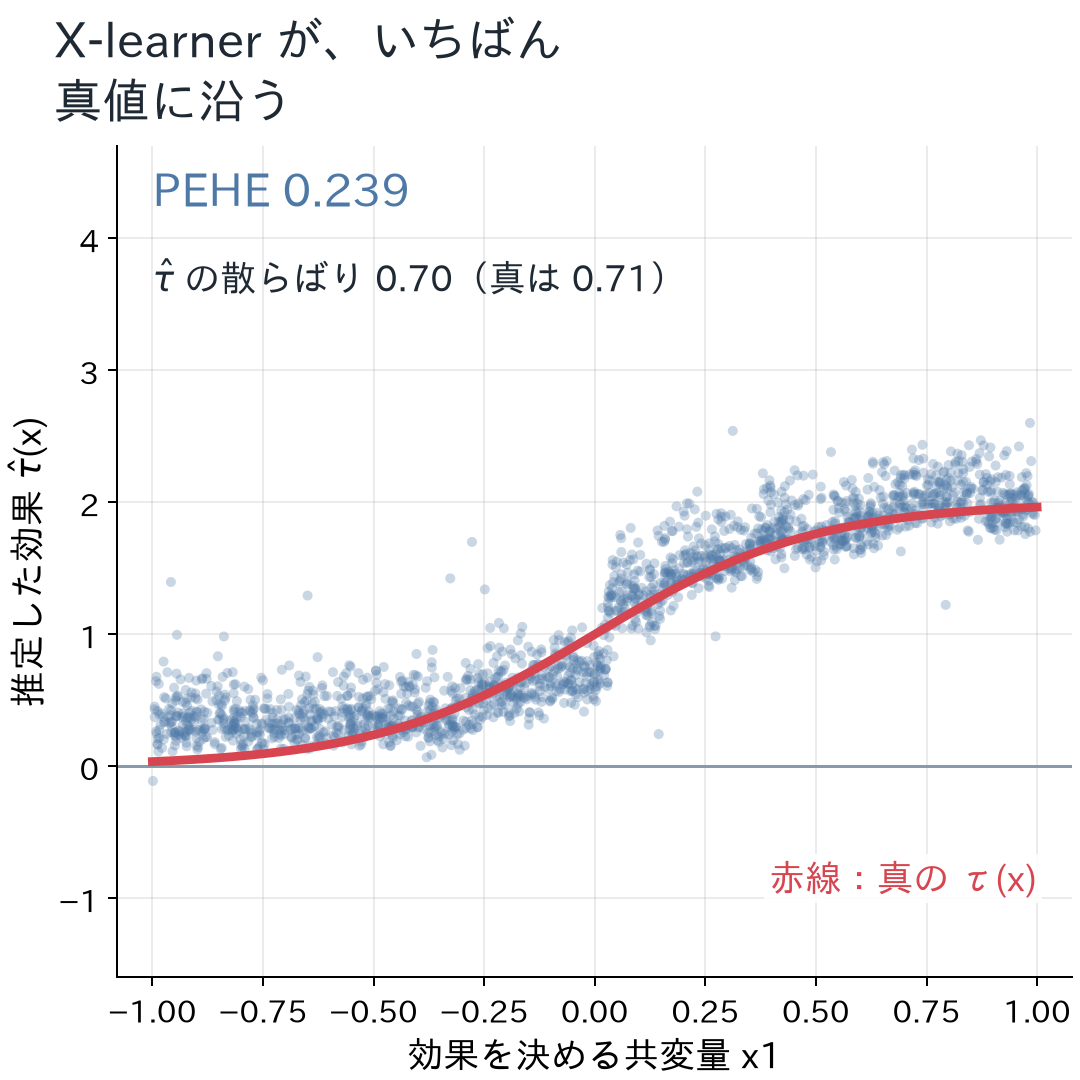 X-learner が、いちばん
真値に沿う
PEHE 0.239
τ̂ の散らばり 0.70（真は 0.71）
推定した効果 τ̂(x)
4
3
2
1
0
−1
赤線：真の τ(x)
−1.00 −0.75 −0.50 −0.25 0.00 0.25 0.50 0.75 1.00
効果を決める共変量 x1